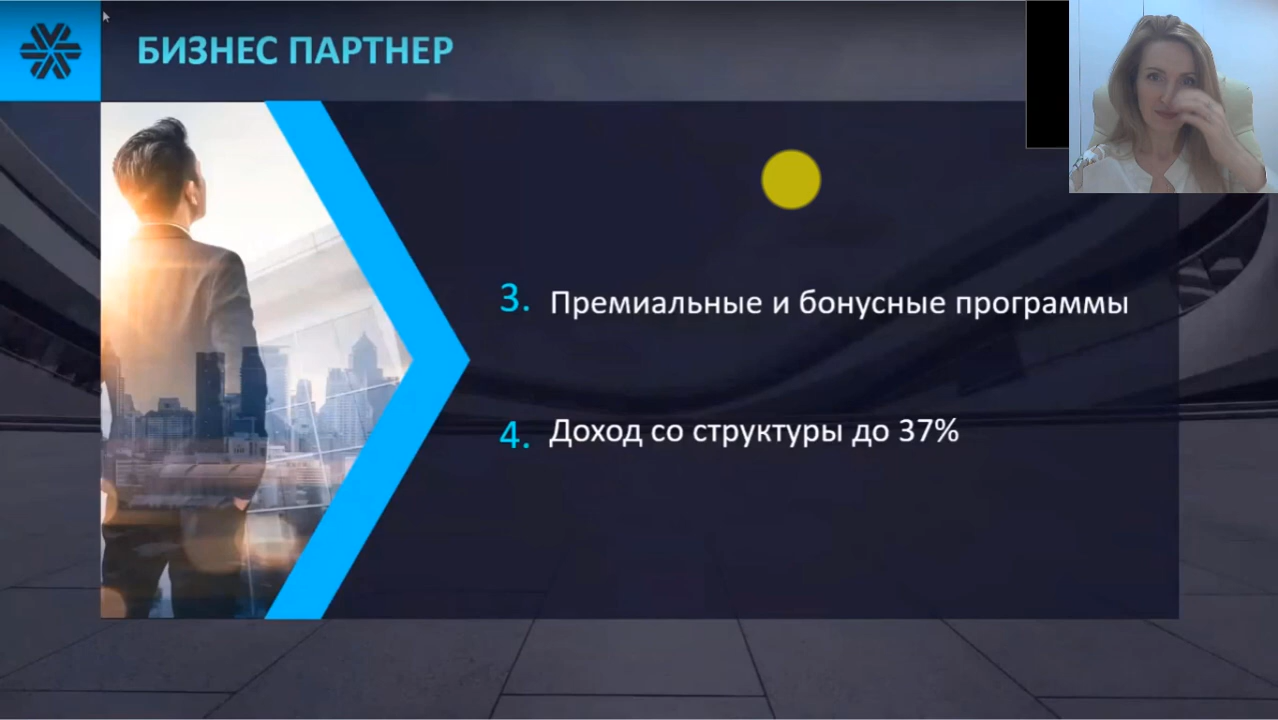 БИЗНЕС ПАРТНЕР
3. Премиальные и бонусные программы
4. Доход со структуры до 37%